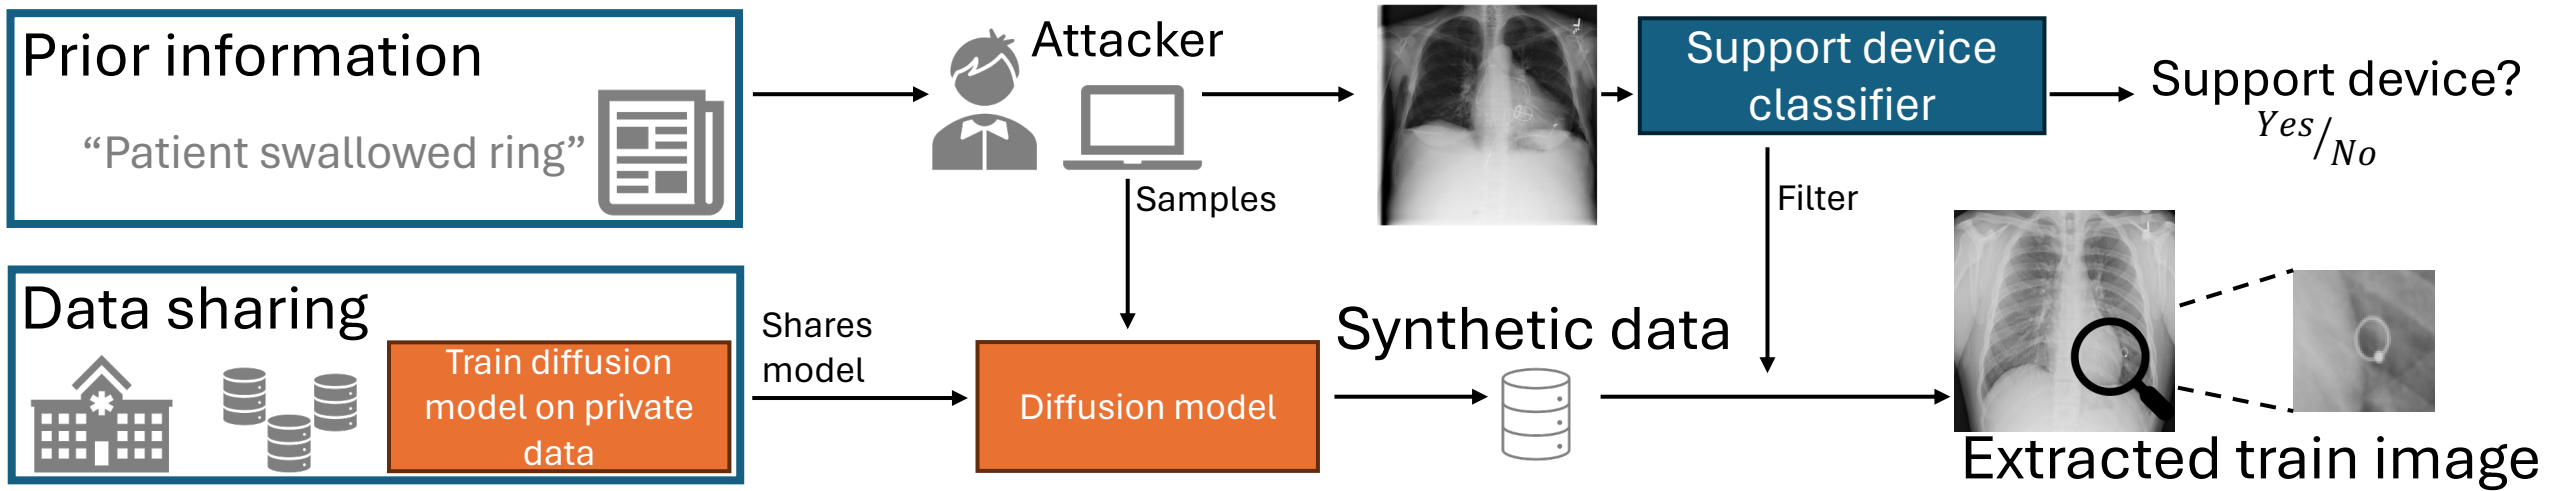 Prior information
“Patient swallowed ring”
Attacker
Support device
classifier
Support device?
Yes/No
Samples
Filter
Data sharing
Train diffusion
model on private
data
Shares
model
Diffusion model
Synthetic data
Extracted train image